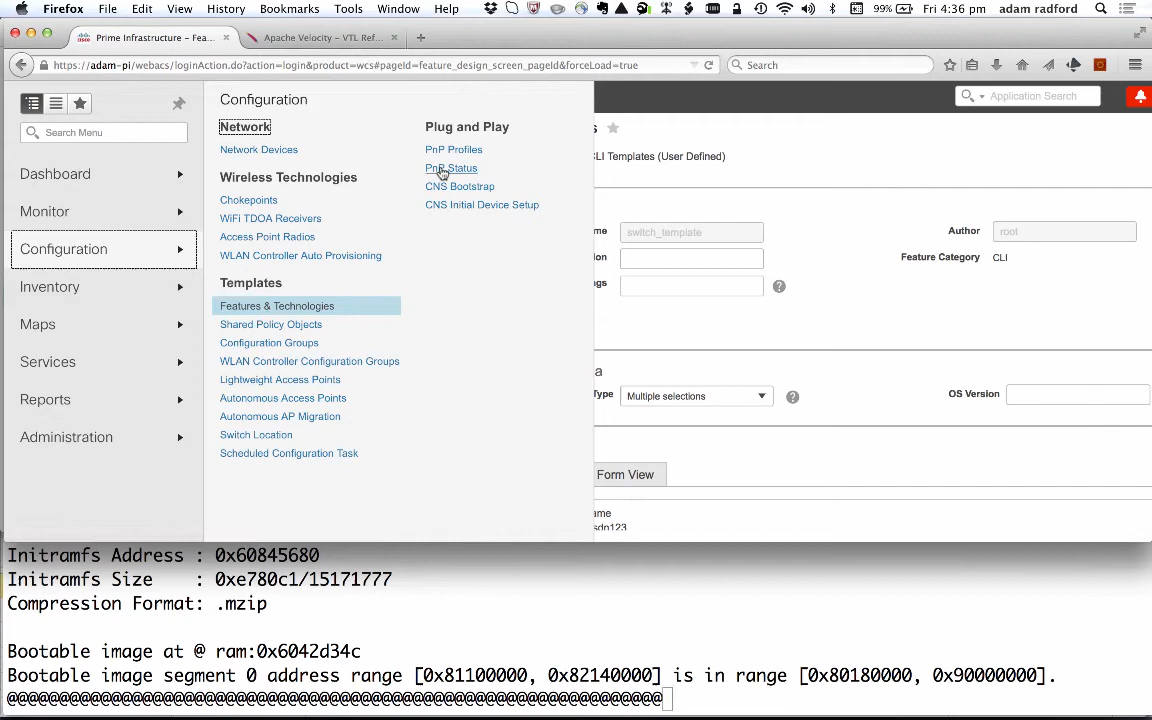 Firefox File Edit View History Bookmarks Tools Window Help 99% Fri 4:36 pm adam radford
Prime Infrastructure – Fea... × Apache Velocity – VTL Ref... × +
https://adam-pi/webacs/loginAction.do?action=login&product=wcs#pageId=feature_design_screen_pageId&forceLoad=true
Search
Search Menu
Dashboard
Monitor
Configuration
Inventory
Maps
Services
Reports
Administration
Configuration
Network
Network Devices
Wireless Technologies
Chokepoints
WiFi TDOA Receivers
Access Point Radios
WLAN Controller Auto Provisioning
Templates
Features & Technologies
Shared Policy Objects
Configuration Groups
WLAN Controller Configuration Groups
Lightweight Access Points
Autonomous Access Points
Autonomous AP Migration
Switch Location
Scheduled Configuration Task
Plug and Play
PnP Profiles
PnP Status
CNS Bootstrap
CNS Initial Device Setup
Application Search
s
CLI Templates (User Defined)
me switch_template Author root
ion Feature Category CLI
gs ?
a
Type Multiple selections ? OS Version
Form View
ame
sdn123
Initramfs Address : 0x60845680
Initramfs Size    : 0xe780c1/15171777
Compression Format: .mzip
Bootable image at @ ram:0x6042d34c
Bootable image segment 0 address range [0x81100000, 0x82140000] is in range [0x80180000, 0x90000000].
@@@@@@@@@@@@@@@@@@@@@@@@@@@@@@@@@@@@@@@@@@@@@@@@@@@@@@@@@@@@@@@